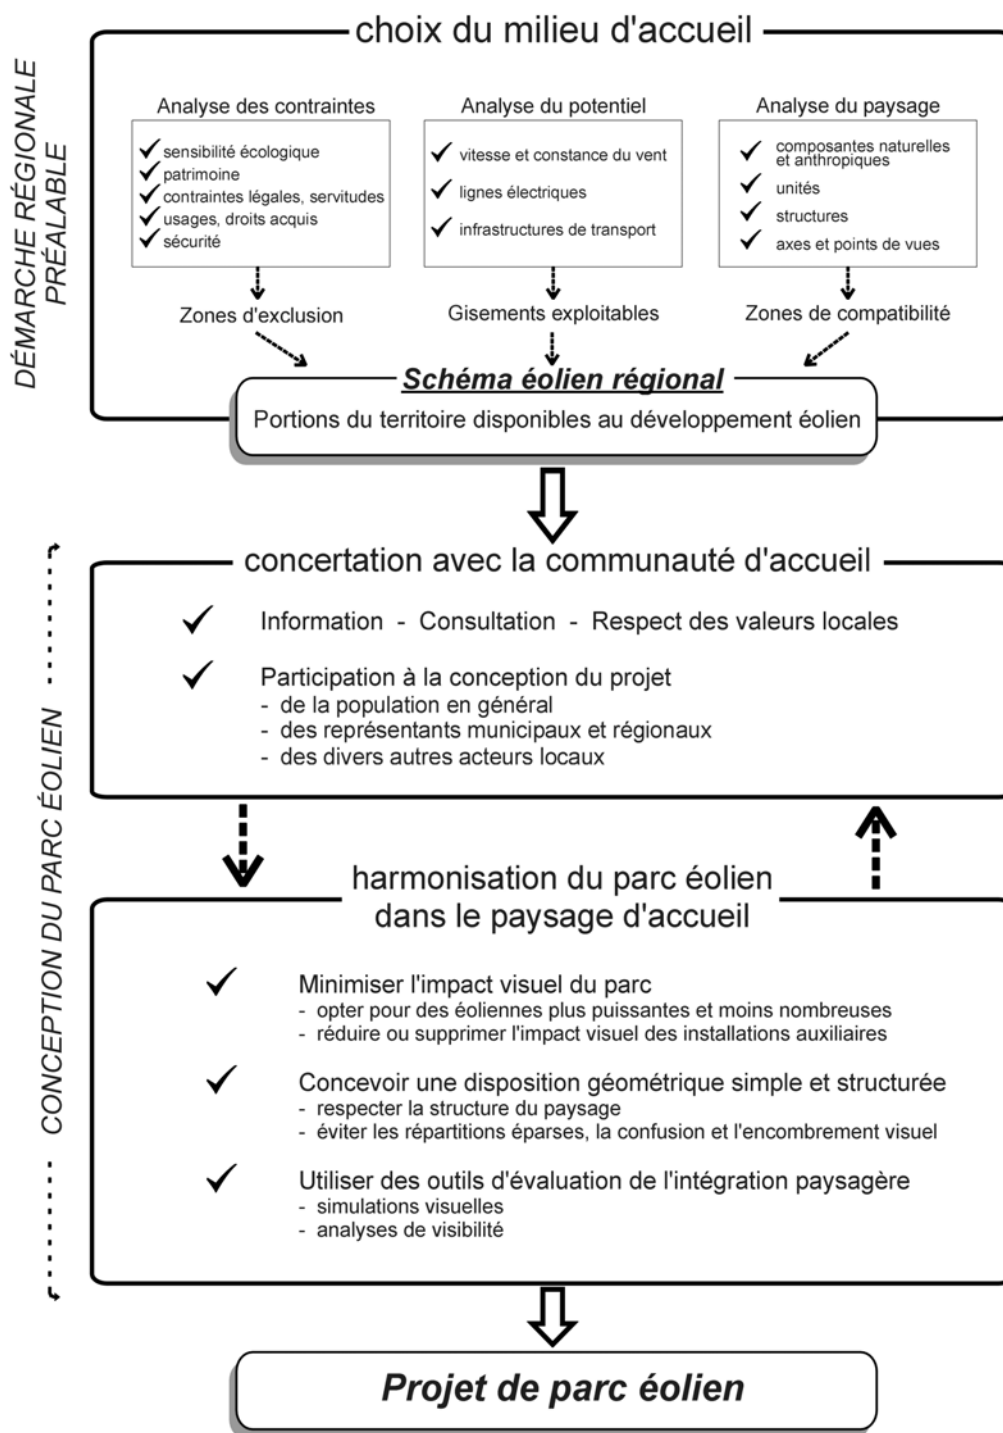 choix du milieu d'accueil
DÉMARCHE RÉGIONALE
PRÉALABLE
Analyse des contraintes
sensibilité écologique
patrimoine
contraintes légales, servitudes
usages, droits acquis
sécurité
Zones d'exclusion
Analyse du potentiel
vitesse et constance du vent
lignes électriques
infrastructures de transport
Gisements exploitables
Analyse du paysage
composantes naturelles
et anthropiques
unités
structures
axes et points de vues
Zones de compatibilité
Schéma éolien régional
Portions du territoire disponibles au développement éolien
CONCEPTION DU PARC ÉOLIEN
concertation avec la communauté d'accueil
Information - Consultation - Respect des valeurs locales
Participation à la conception du projet
- de la population en général
- des représentants municipaux et régionaux
- des divers autres acteurs locaux
harmonisation du parc éolien
dans le paysage d'accueil
Minimiser l'impact visuel du parc
- opter pour des éoliennes plus puissantes et moins nombreuses
- réduire ou supprimer l'impact visuel des installations auxiliaires
Concevoir une disposition géométrique simple et structurée
- respecter la structure du paysage
- éviter les répartitions éparses, la confusion et l'encombrement visuel
Utiliser des outils d'évaluation de l'intégration paysagère
- simulations visuelles
- analyses de visibilité
Projet de parc éolien